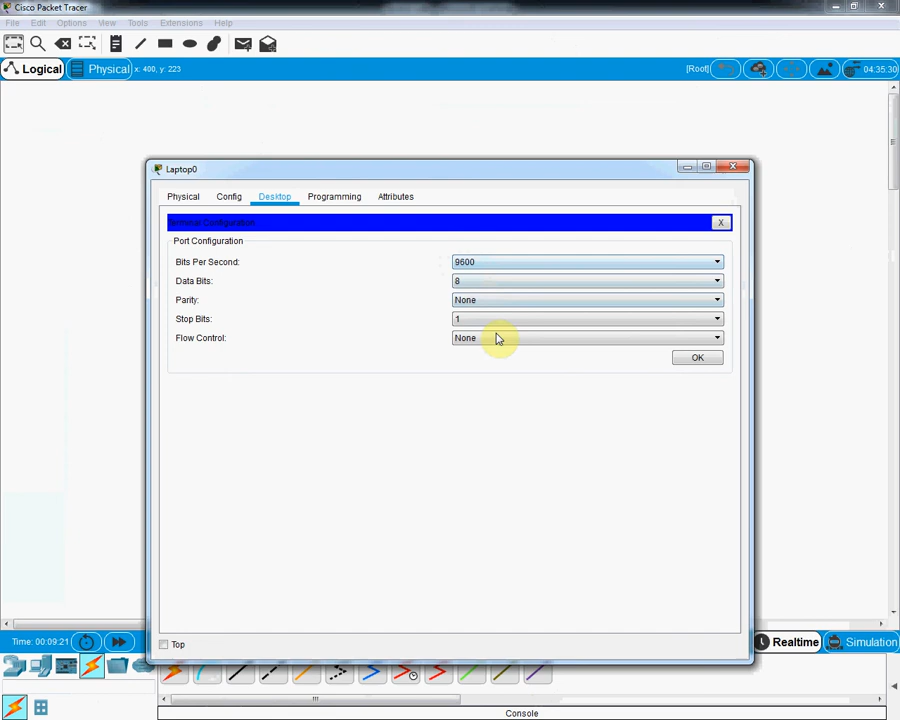 Cisco Packet Tracer
File Edit Options View Tools Extensions Help
Logical Physical x: 400, y: 223 [Root] 04:35:30
Laptop0
Physical Config Desktop Programming Attributes
Terminal Configuration X
Port Configuration
Bits Per Second: 9600
Data Bits: 8
Parity: None
Stop Bits: 1
Flow Control: None
OK
Top
Time: 00:09:21 Realtime Simulation
Console